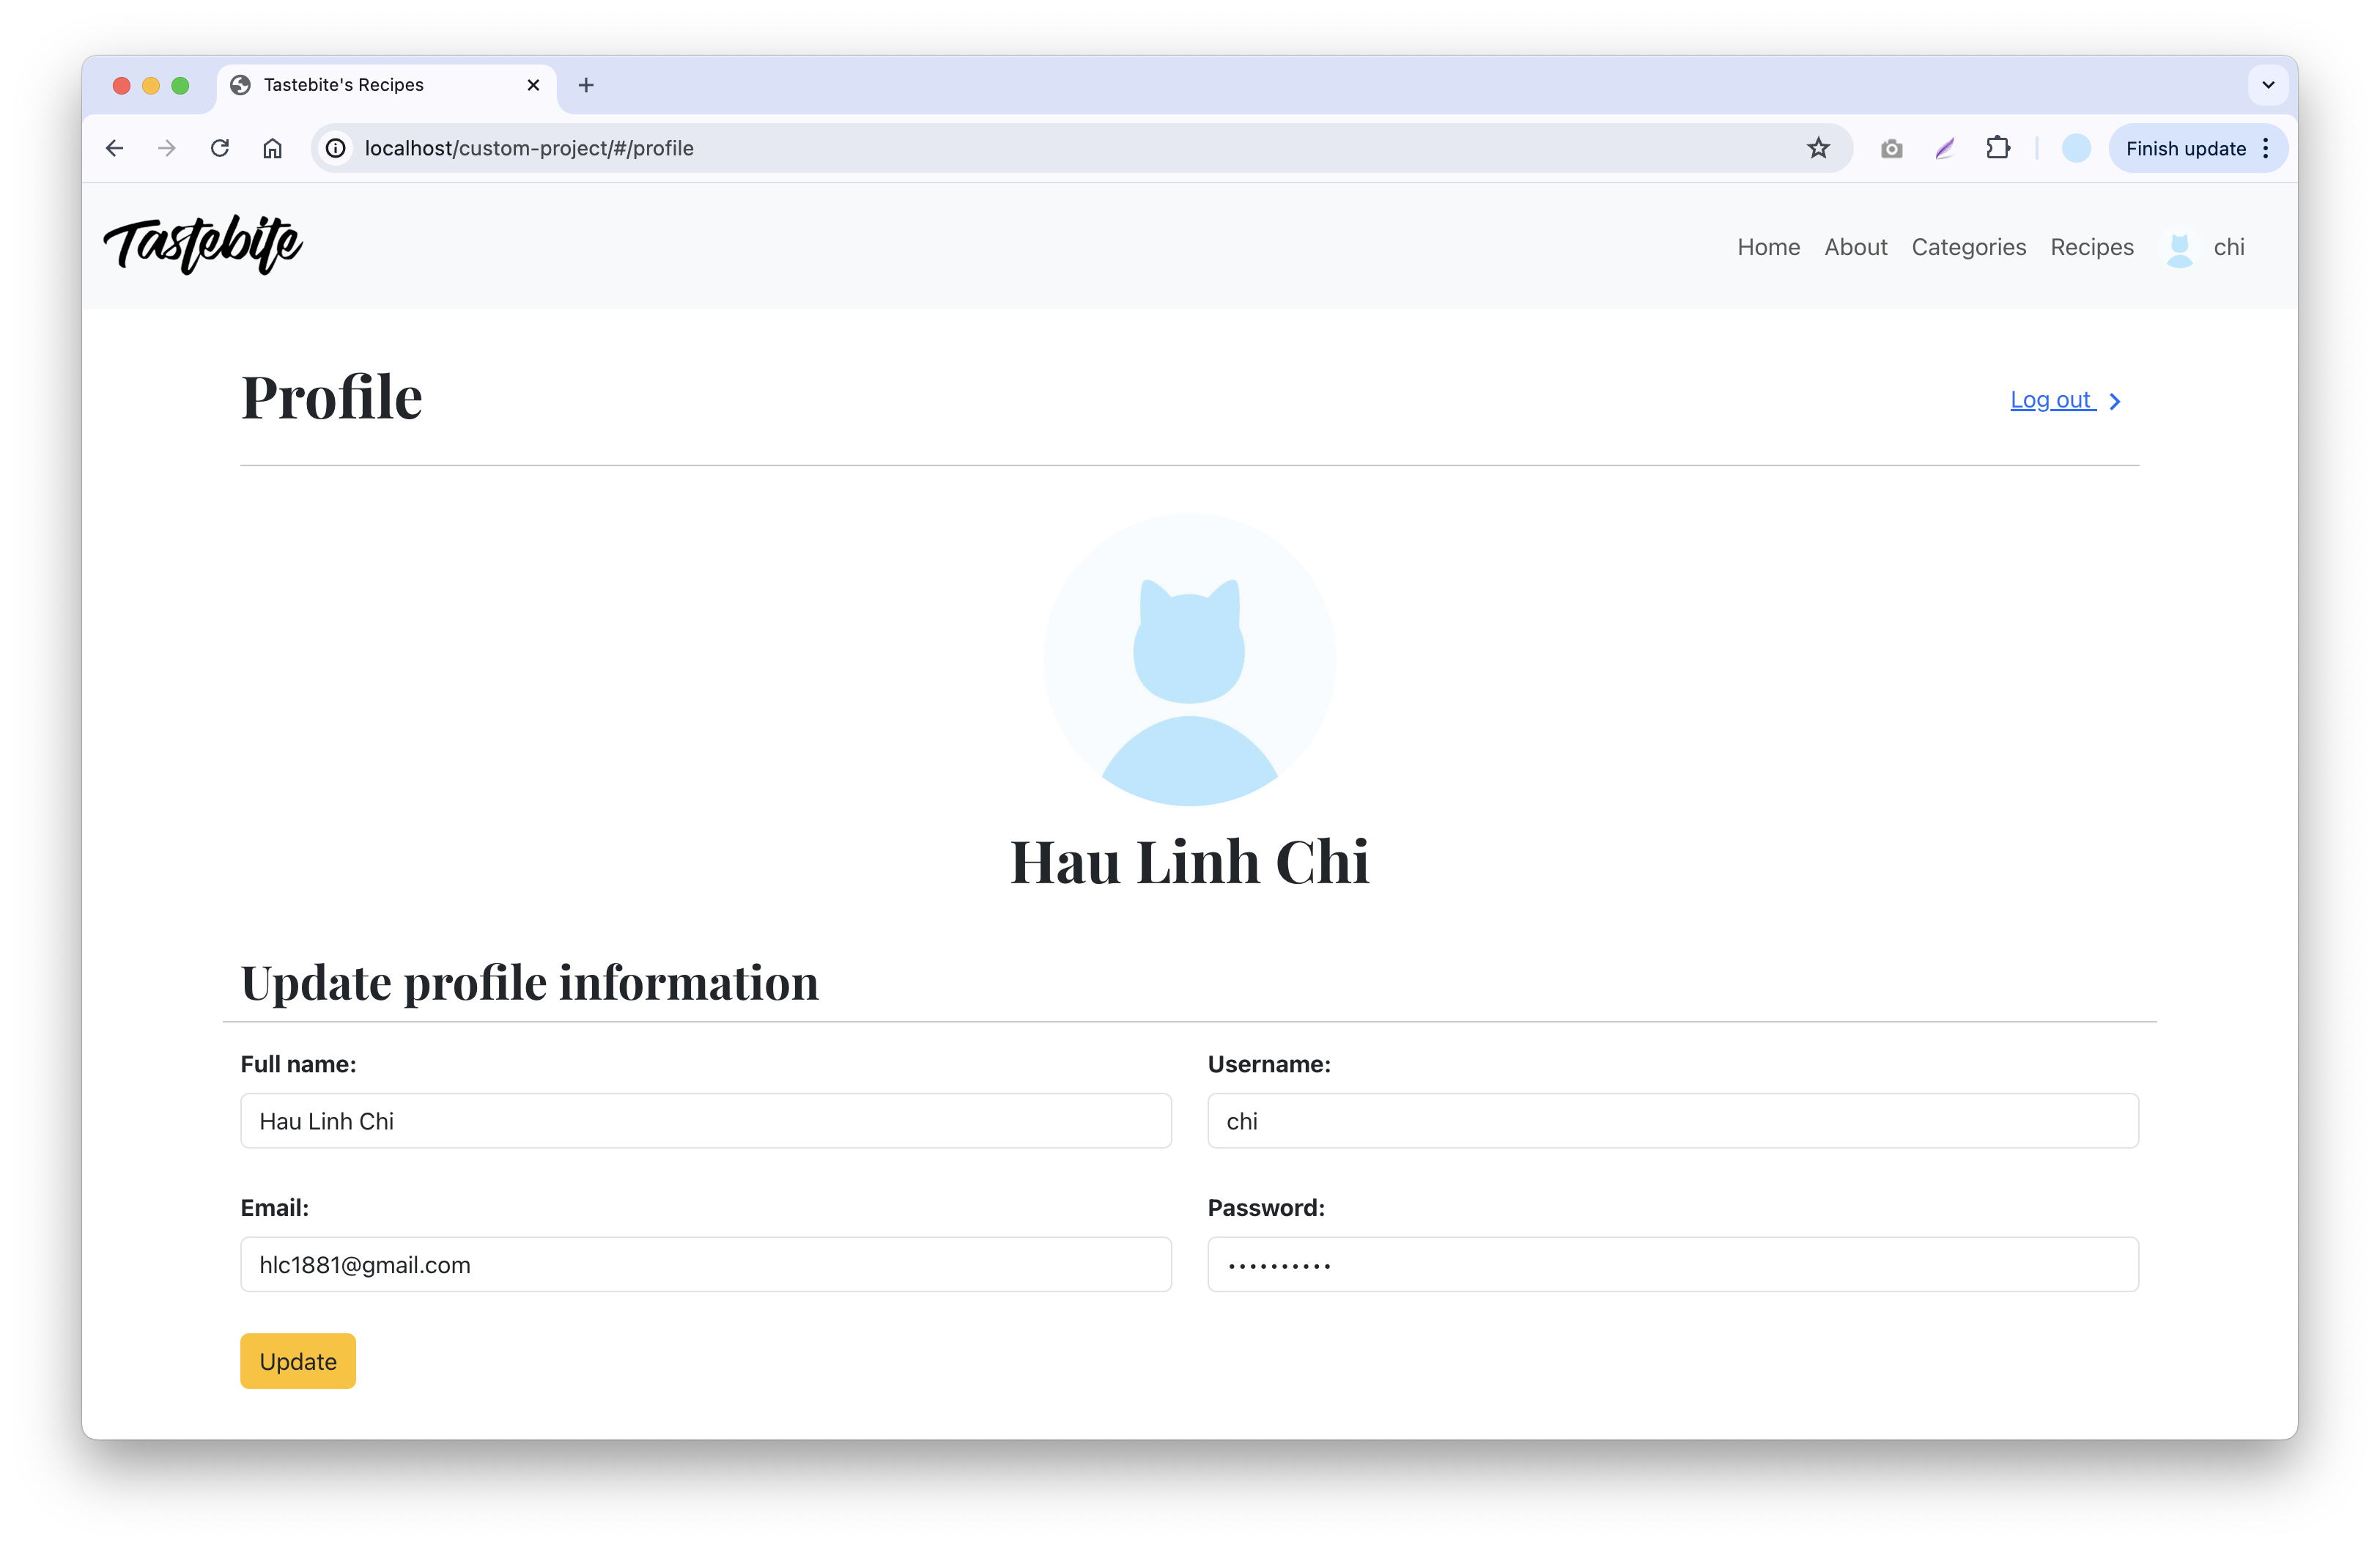 Tastebite's Recipes
localhost/custom-project/#/profile
Finish update
Tastebite
Home About Categories Recipes chi
Profile
Log out
Hau Linh Chi
Update profile information
Full name: Username:
Hau Linh Chi chi
Email: Password:
hlc1881@gmail.com ••••••••••
Update